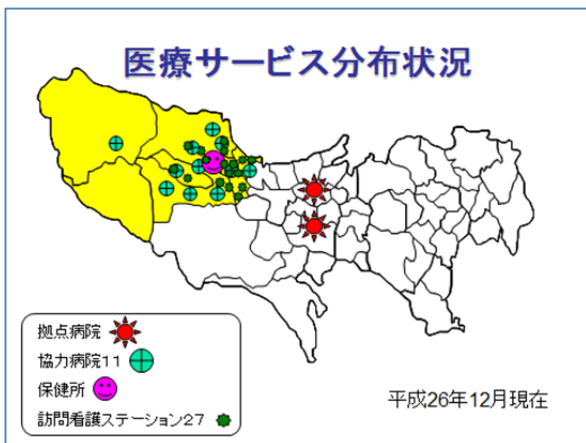 医療サービス分布状況
拠点病院
協力病院11
保健所
訪問看護ステーション27
平成26年12月現在